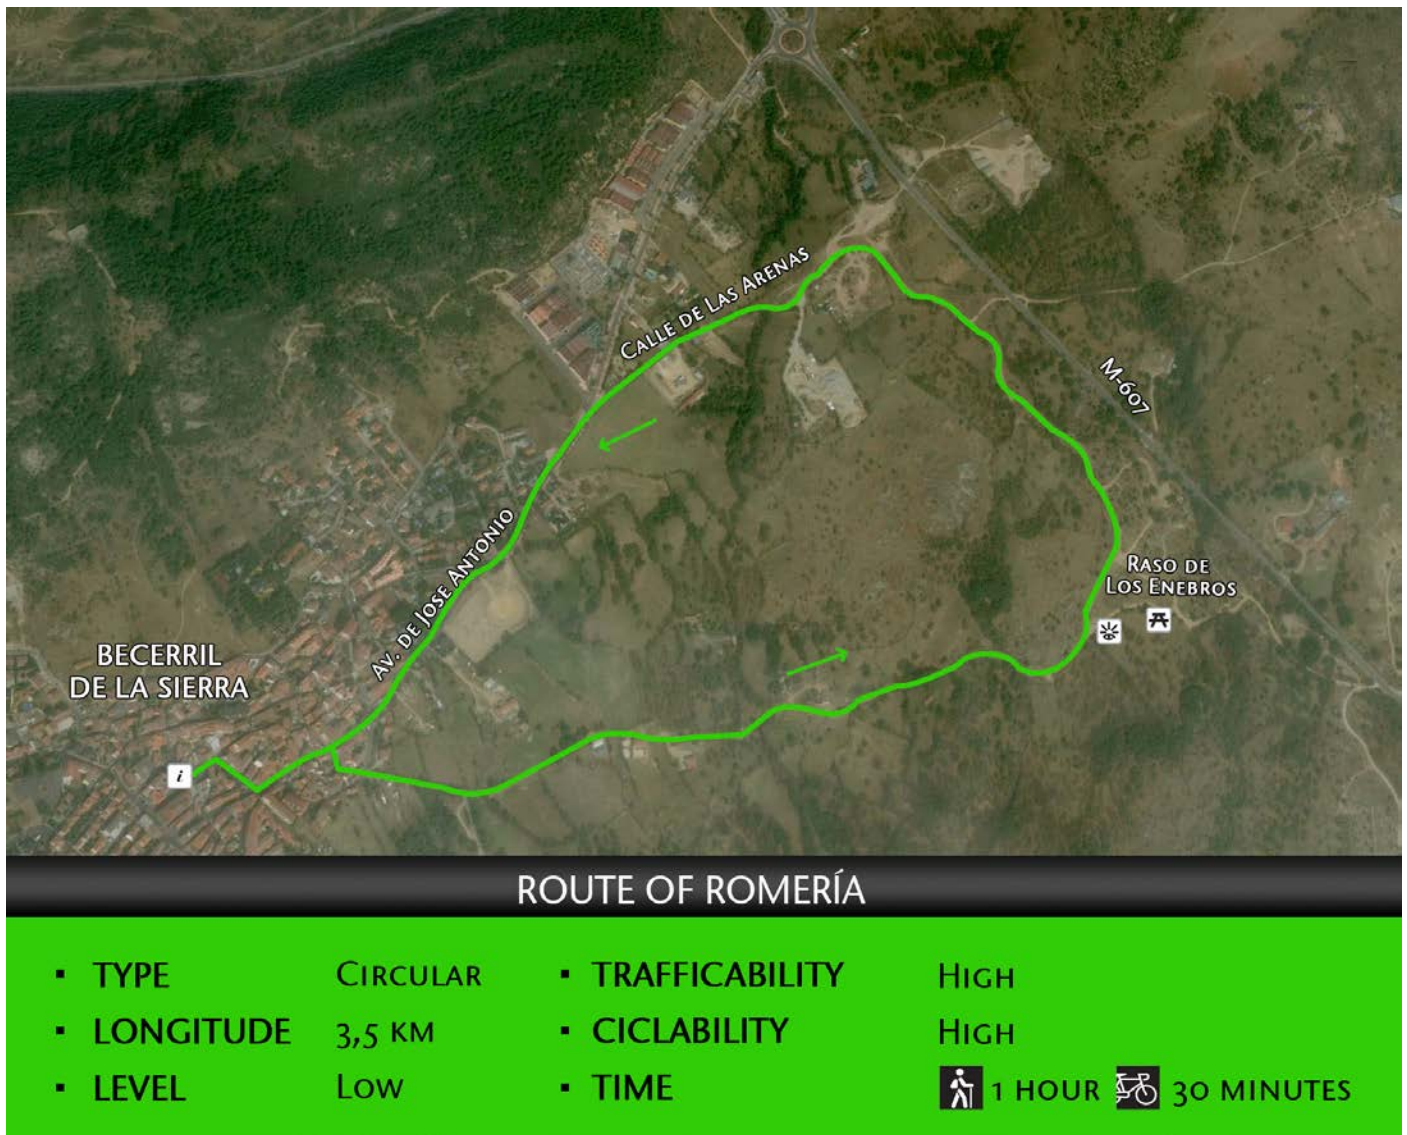 Calle de Las Arenas
M-607
Raso de
Los Enebros
Av. de Jose Antonio
BECERRIL
DE LA SIERRA
i
ROUTE OF ROMERÍA
▪ TYPE Circular ▪ TRAFFICABILITY High
▪ LONGITUDE 3,5 km ▪ CICLABILITY High
▪ LEVEL Low ▪ TIME 1 hour 30 minutes